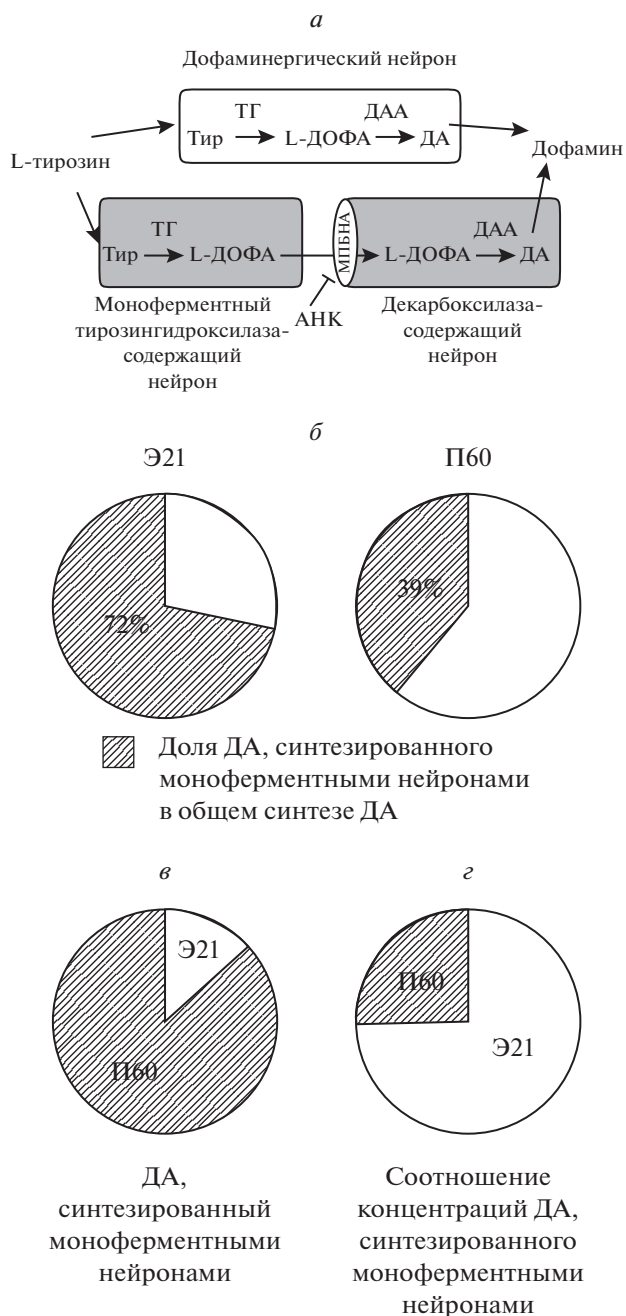 а
Дофаминергический нейрон
ТГ ДАА
Тир L-ДОФА ДА
L-тирозин
Дофамин
ТГ
Тир L-ДОФА
МПБНА
ДАА
L-ДОФА ДА
АНК
Моноферментный
тирозингидроксилаза-
содержащий
нейрон
Декарбоксилаза-
содержащий
нейрон
б
Э21
П60
72%
39%
Доля ДА, синтезированного
моноферментными нейронами
в общем синтезе ДА
в
г
Э21
П60
П60
Э21
ДА,
синтезированный
моноферментными
нейронами
Соотношение
концентраций ДА,
синтезированного
моноферментными
нейронами